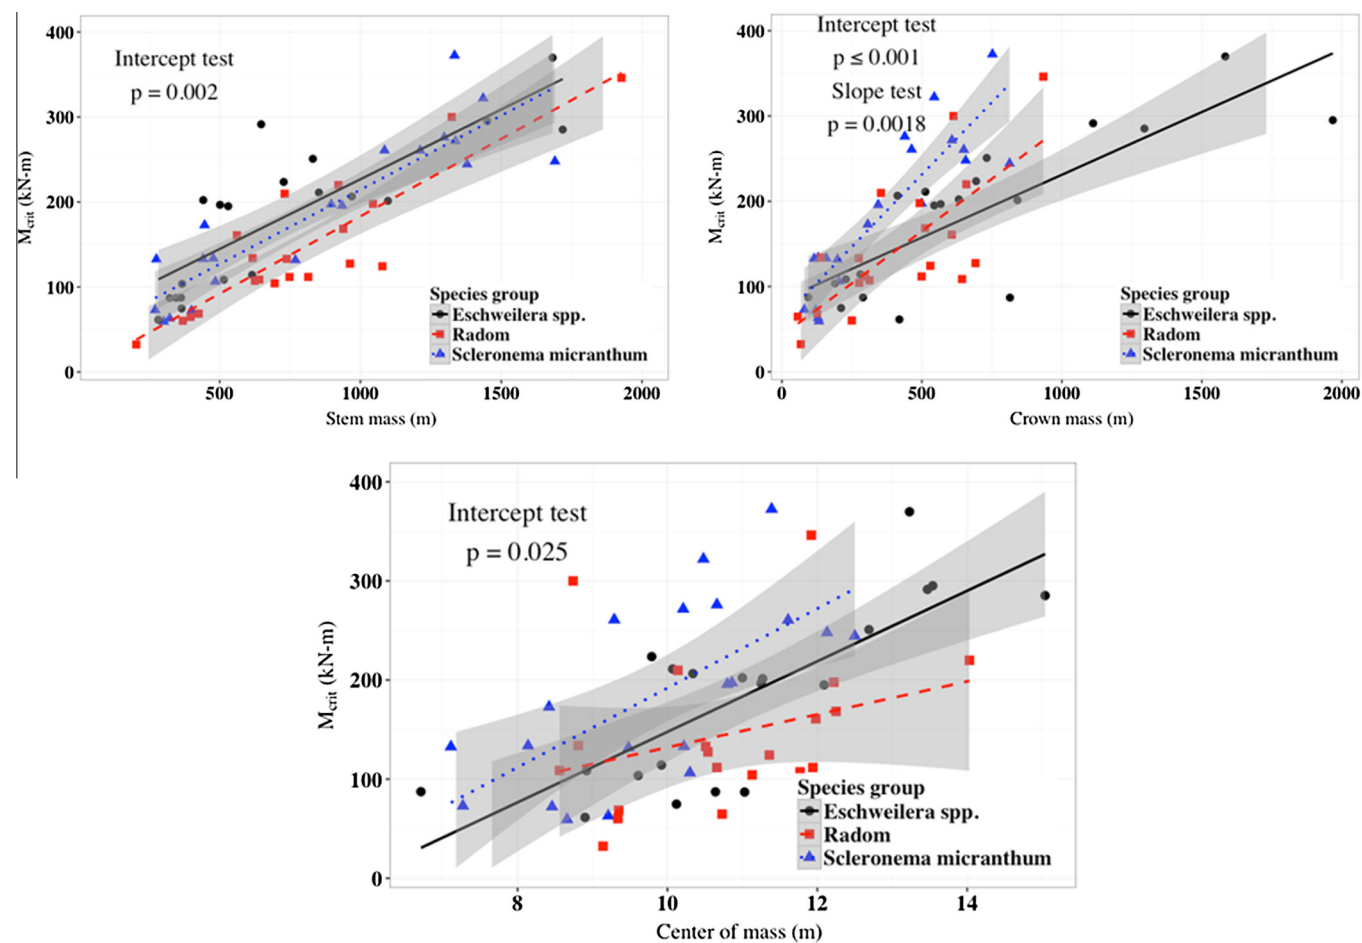 400
300
200
100
0
M crit (kN-m)
Intercept test
p = 0.002
Species group
Eschweilera spp.
Radom
Scleronema micranthum
500
1000
1500
2000
Stem mass (m)
400
300
200
100
0
M crit (kN-m)
Intercept test
p ≤ 0.001
Slope test
p = 0.0018
Species group
Eschweilera spp.
Radom
Scleronema micranthum
0
500
1000
1500
2000
Crown mass (m)
400
300
200
100
0
M crit (kN-m)
Intercept test
p = 0.025
Species group
Eschweilera spp.
Radom
Scleronema micranthum
8
10
12
14
Center of mass (m)